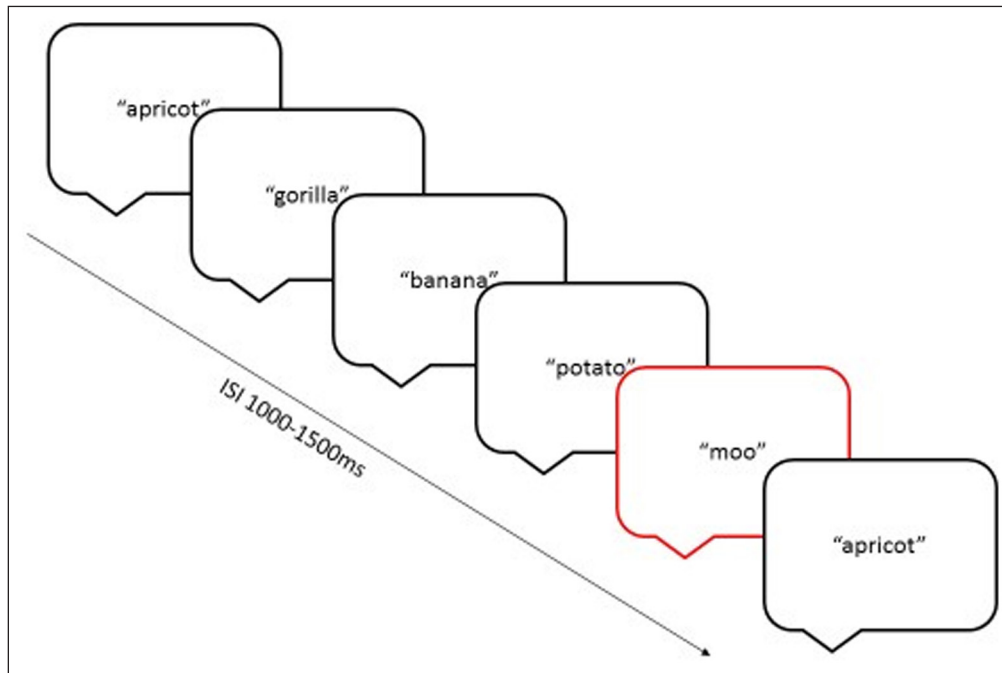 “apricot”
“gorilla”
“banana”
“potato”
“moo”
“apricot”
ISI 1000-1500ms